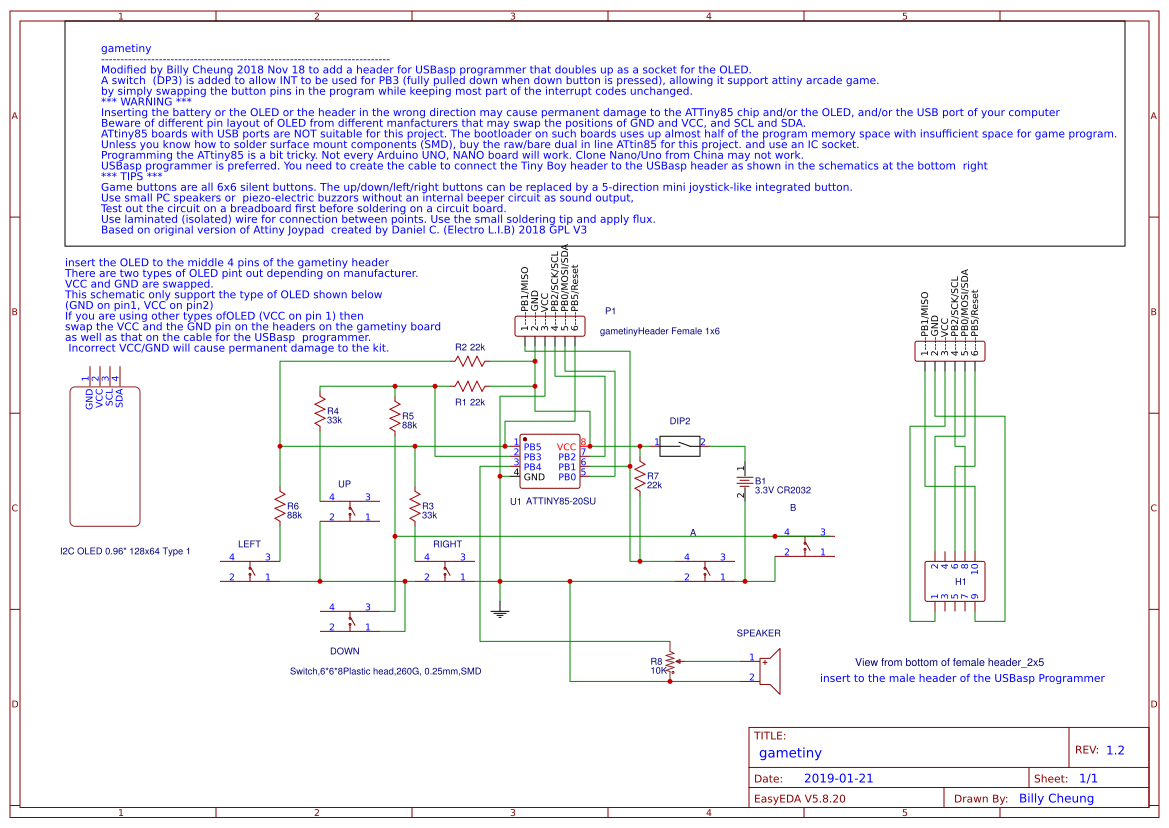 1 2 3 4 5
gametiny
--------------------------------------------------------------------------
Modified by Billy Cheung 2018 Nov 18 to add a header for USBasp programmer that doubles up as a socket for the OLED.
A switch  (DP3) is added to allow INT to be used for PB3 (fully pulled down when down button is pressed), allowing it support attiny arcade game.
by simply swapping the button pins in the program while keeping most part of the interrupt codes unchanged.
*** WARNING ***
Inserting the battery or the OLED or the header in the wrong direction may cause permanent damage to the ATTiny85 chip and/or the OLED, and/or the USB port of your computer
Beware of different pin layout of OLED from different manfacturers that may swap the positions of GND and VCC, and SCL and SDA.
ATtiny85 boards with USB ports are NOT suitable for this project. The bootloader on such boards uses up almost half of the program memory space with insufficient space for game program.
Unless you know how to solder surface mount components (SMD), buy the raw/bare dual in line ATtin85 for this project. and use an IC socket.
Programming the ATtiny85 is a bit tricky. Not every Arduino UNO, NANO board will work. Clone Nano/Uno from China may not work.
USBasp programmer is preferred. You need to create the cable to connect the Tiny Boy header to the USBasp header as shown in the schematics at the bottom  right
*** TIPS ***
Game buttons are all 6x6 silent buttons. The up/down/left/right buttons can be replaced by a 5-direction mini joystick-like integrated button.
Use small PC speakers or  piezo-electric buzzors without an internal beeper circuit as sound output,
Test out the circuit on a breadboard first before soldering on a circuit board.
Use laminated (isolated) wire for connection between points. Use the small soldering tip and apply flux.
Based on original version of Attiny Joypad  created by Daniel C. (Electro L.I.B) 2018 GPL V3
A A
insert the OLED to the middle 4 pins of the gametiny header
There are two types of OLED pint out depending on manufacturer.
VCC and GND are swapped.
This schematic only support the type of OLED shown below
(GND on pin1, VCC on pin2)
If you are using other types ofOLED (VCC on pin 1) then
swap the VCC and the GND pin on the headers on the gametiny board
as well as that on the cable for the USBasp  programmer.
Incorrect VCC/GND will cause permanent damage to the kit.
B B
1 PB1/MISO
2 GND
3 VCC
4 PB2/SCK/SCL
5 PB0/MOSI/SDA
6 PB5/Reset
P1
gametinyHeader Female 1x6
1 PB1/MISO
2 GND
3 VCC
4 PB2/SCK/SCL
5 PB0/MOSI/SDA
6 PB5/Reset
R2 22k
R1 22k
1 GND
2 VCC
3 SCL
4 SDA
R4
33k
R5
88k
DIP2
1 2
1 PB5 VCC 8
2 PB3 PB2 7
3 PB4 PB1 6
4 GND PB0 5
U1 ATTINY85-20SU
R7
22k
1
B1
3.3V CR2032
2
C C
R6
88k
R3
33k
UP
4 3
2 1
B
4 3
2 1
A
4 3
2 1
LEFT
4 3
2 1
RIGHT
4 3
2 1
4 3
2 1
DOWN
I2C OLED 0.96" 128x64 Type 1
Switch,6*6*8Plastic head,260G, 0.25mm,SMD
R8
10K
SPEAKER
1
+
2
2 4 6 8 10
H1
1 3 5 7 9
View from bottom of female header_2x5
insert to the male header of the USBasp Programmer
D D
TITLE:
gametiny
REV: 1.2
Date: 2019-01-21
Sheet: 1/1
EasyEDA V5.8.20
Drawn By: Billy Cheung
1 2 3 4 5